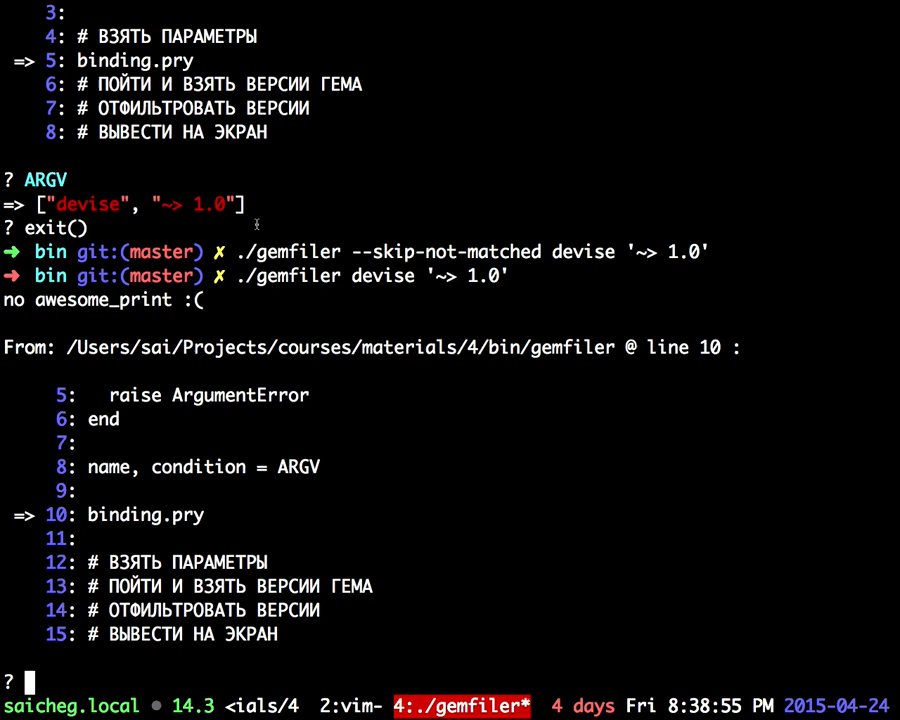 3:
4: # ВЗЯТЬ ПАРАМЕТРЫ
=> 5: binding.pry
6: # ПОЙТИ И ВЗЯТЬ ВЕРСИИ ГЕМА
7: # ОТФИЛЬТРОВАТЬ ВЕРСИИ
8: # ВЫВЕСТИ НА ЭКРАН
? ARGV
=> ["devise", "~> 1.0"]
? exit()
➜ bin git:(master) ✗ ./gemfiler --skip-not-matched devise '~> 1.0'
➜ bin git:(master) ✗ ./gemfiler devise '~> 1.0'
no awesome_print :(
From: /Users/sai/Projects/courses/materials/4/bin/gemfiler @ line 10 :
5: raise ArgumentError
6: end
7:
8: name, condition = ARGV
9:
=> 10: binding.pry
11:
12: # ВЗЯТЬ ПАРАМЕТРЫ
13: # ПОЙТИ И ВЗЯТЬ ВЕРСИИ ГЕМА
14: # ОТФИЛЬТРОВАТЬ ВЕРСИИ
15: # ВЫВЕСТИ НА ЭКРАН
?
saicheg.local ● 14.3 <ials/4 2:vim- 4:./gemfiler* 4 days Fri 8:38:55 PM 2015-04-24